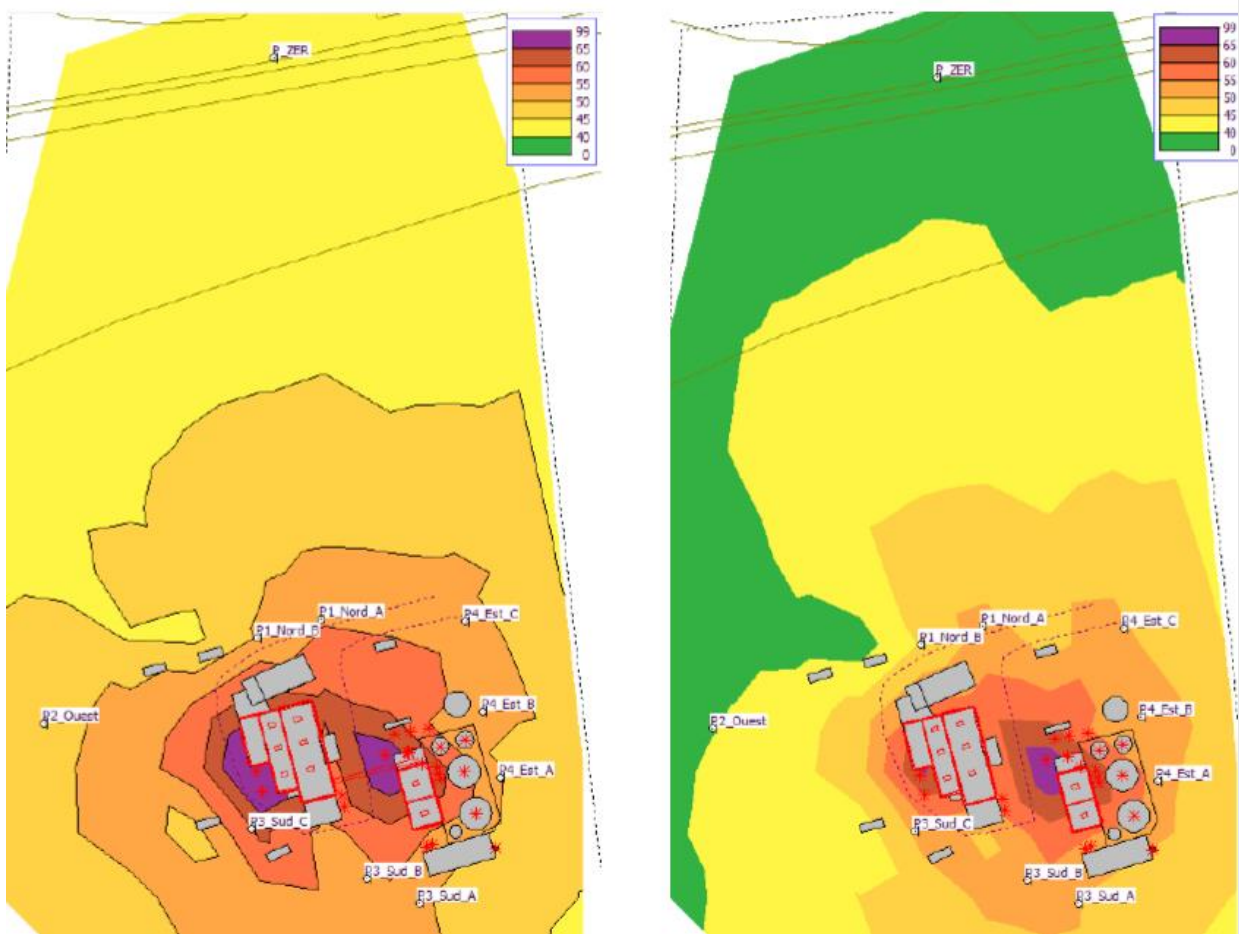 P_ZER
99
65
60
55
50
45
40
0
P1_Nord_A
P1_Nord_B
P4_Est_C
P2_Ouest
P4_Est_B
P4_Est_A
P3_Sud_C
P3_Sud_B
P3_Sud_A
P_ZER
99
65
60
55
50
45
40
0
P1_Nord_A
P1_Nord_B
P4_Est_C
P2_Ouest
P4_Est_B
P4_Est_A
P3_Sud_C
P3_Sud_B
P3_Sud_A